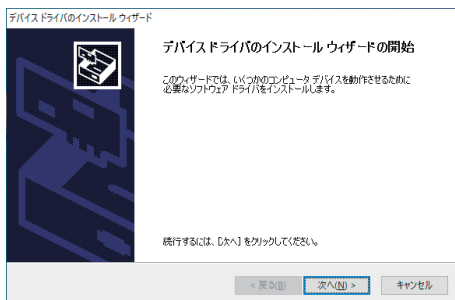 デバイス ドライバのインストール ウィザード
デバイス ドライバのインストール ウィザードの開始
このウィザードでは、いくつかのコンピュータ デバイスを動作させるために
必要なソフトウェア ドライバをインストールします。
続行するには、[次へ] をクリックしてください。
< 戻る(B)
次へ(N) >
キャンセル